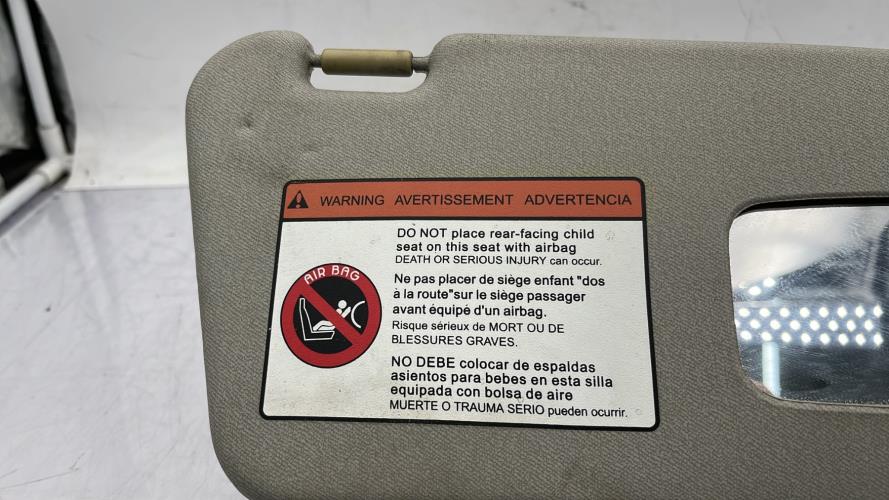 WARNING AVERTISSEMENT ADVERTENCIA
DO NOT place rear-facing child
seat on this seat with airbag
DEATH OR SERIOUS INJURY can occur.
AIR BAG
Ne pas placer de siège enfant "dos
à la route"sur le siège passager
avant équipé d'un airbag.
Risque sérieux de MORT OU DE
BLESSURES GRAVES.
NO DEBE colocar de espaldas
asientos para bebes en esta silla
equipada con bolsa de aire
MUERTE O TRAUMA SERIO pueden ocurrir.